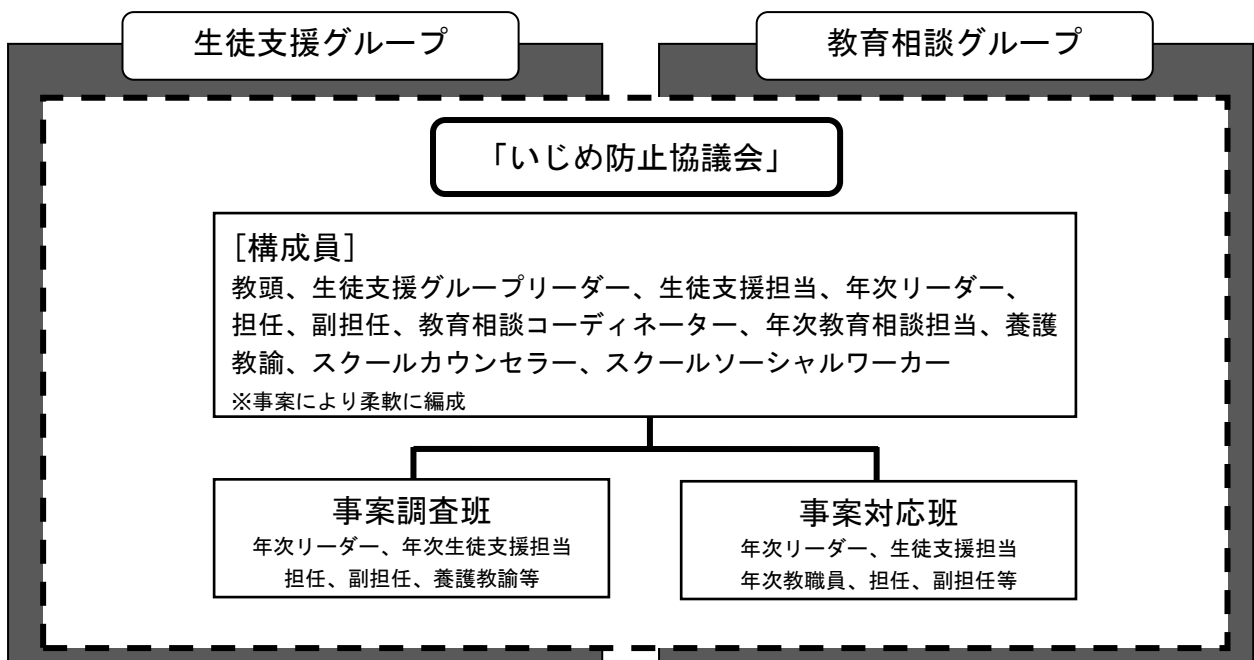 生徒支援グループ
教育相談グループ
「いじめ防止協議会」
[構成員]
教頭、生徒支援グループリーダー、生徒支援担当、年次リーダー、
担任、副担任、教育相談コーディネーター、年次教育相談担当、養護
教諭、スクールカウンセラー、スクールソーシャルワーカー
※事案により柔軟に編成
事案調査班
年次リーダー、年次生徒支援担当
担任、副担任、養護教諭等
事案対応班
年次リーダー、生徒支援担当
年次教職員、担任、副担任等